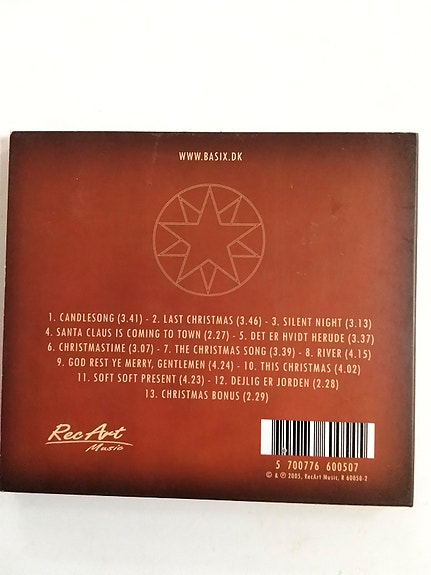 WWW.BASIX.DK
1. CANDLESONG (3.41) - 2. LAST CHRISTMAS (3.46) - 3. SILENT NIGHT (3.13)
4. SANTA CLAUS IS COMING TO TOWN (2.27) - 5. DET ER HVIDT HERUDE (3.37)
6. CHRISTMASTIME (3.07) - 7. THE CHRISTMAS SONG (3.39) - 8. RIVER (4.15)
9. GOD REST YE MERRY, GENTLEMEN (4.24) - 10. THIS CHRISTMAS (4.02)
11. SOFT SOFT PRESENT (4.23) - 12. DEJLIG ER JORDEN (2.28)
13. CHRISTMAS BONUS (2.29)
RecArt
Music
5 700776 600507
© & ℗ 2005, RecArt Music, R 60050-2